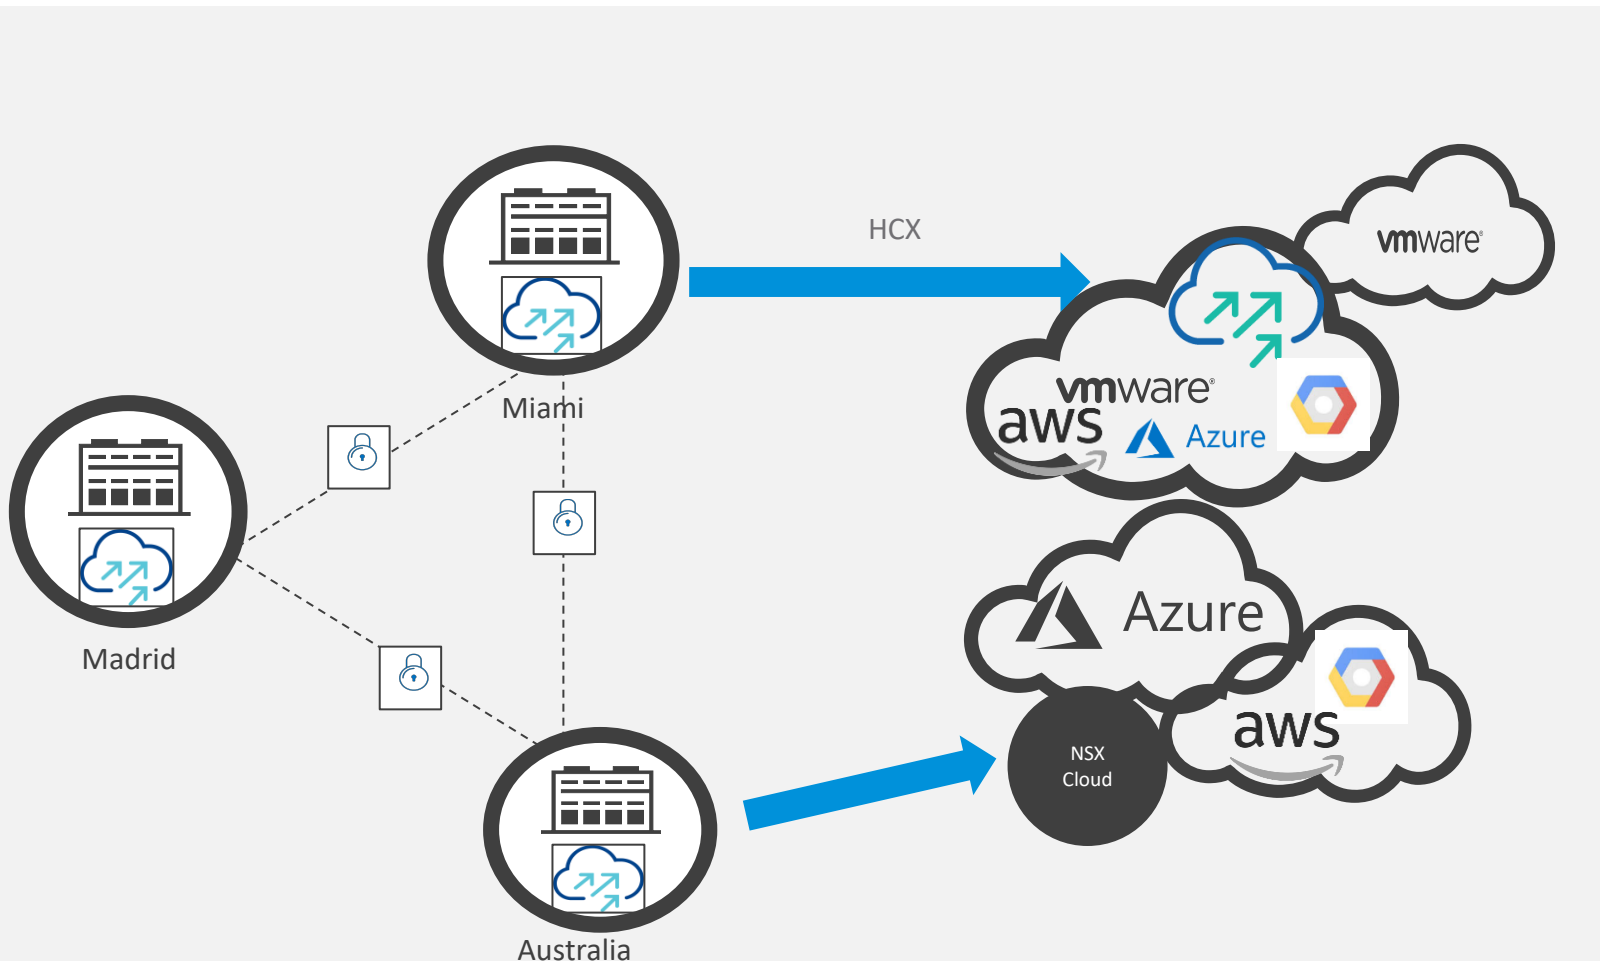 HCX
vmware®
vmware®
Miami
aws
Azure
Azure
Madrid
aws
NSX
Cloud
Australia